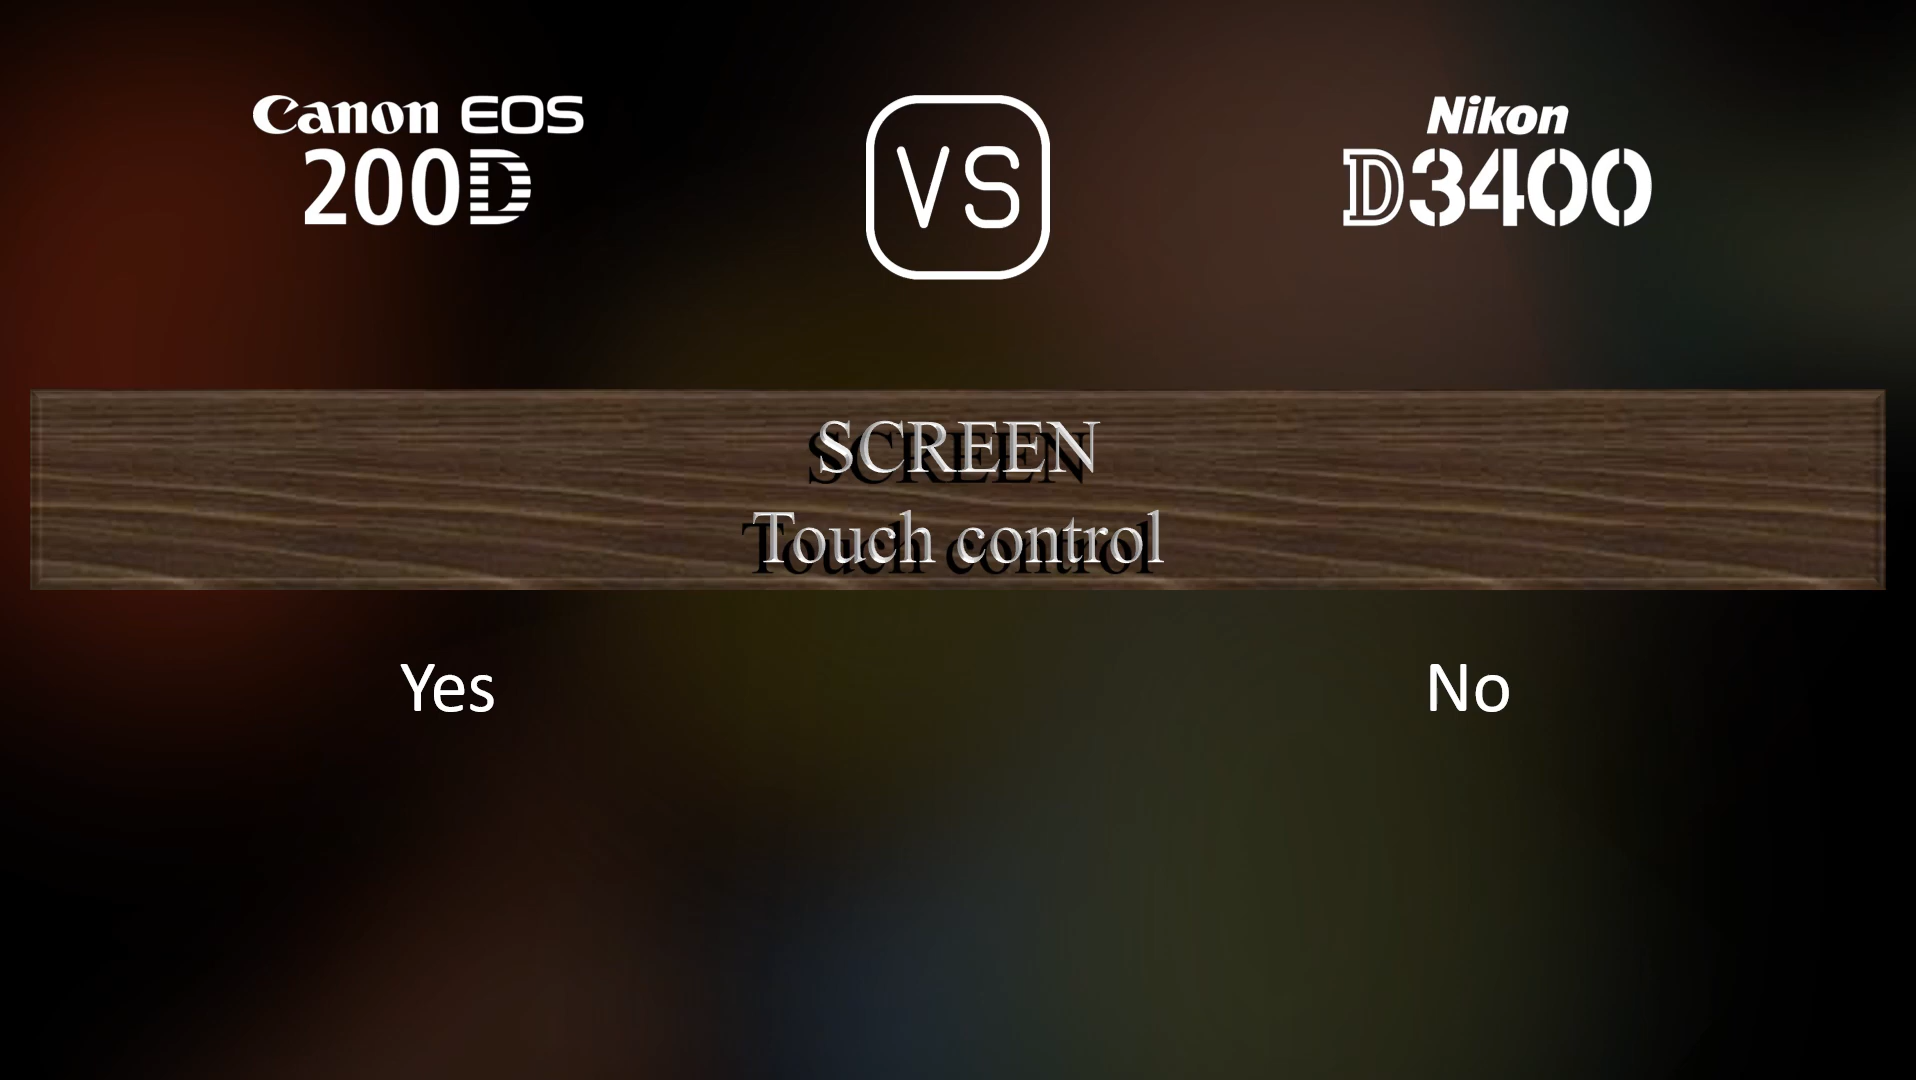 Canon EOS
200D
VS
Nikon
D3400
SCREEN
Touch control
Yes
No